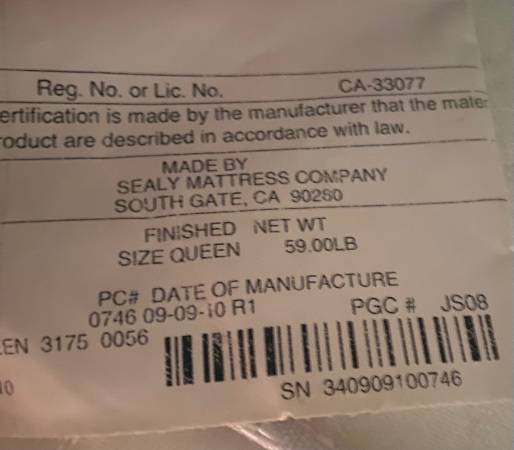 Reg. No. or Lic. No. CA-33077
ertification is made by the manufacturer that the mate
roduct are described in accordance with law.
MADE BY
SEALY MATTRESS COMPANY
SOUTH GATE, CA 90280
FINISHED NET WT
SIZE QUEEN 59.00LB
PC# DATE OF MANUFACTURE
0746 09-09-10 R1 PGC # JS08
EEN 3175 0056
SN 340909100746
10